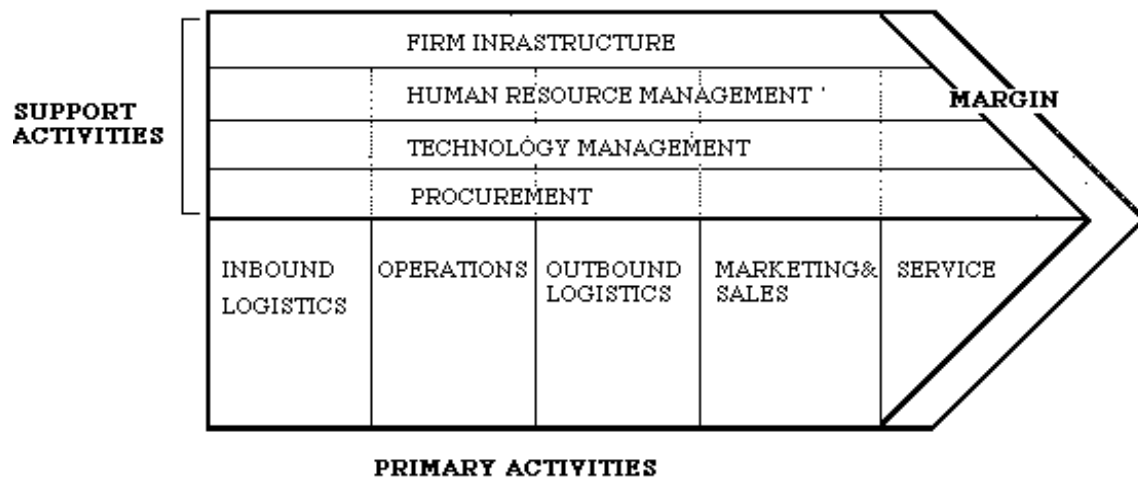 FIRM INRASTRUCTURE
HUMAN RESOURCE MANAGEMENT
MARGIN
SUPPORT
ACTIVITIES
TECHNOLOGY MANAGEMENT
PROCUREMENT
INBOUND
LOGISTICS
OPERATIONS
OUTBOUND
LOGISTICS
MARKETING&
SALES
SERVICE
PRIMARY ACTIVITIES